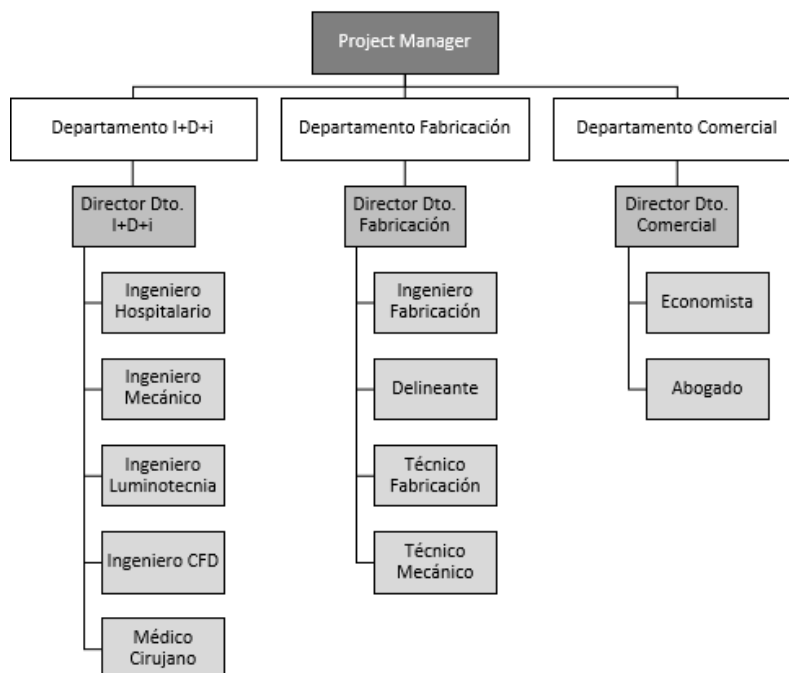 Project Manager
Departamento I+D+i
Departamento Fabricación
Departamento Comercial
Director Dto.
I+D+i
Director Dto.
Fabricación
Director Dto.
Comercial
Ingeniero
Hospitalario
Ingeniero
Fabricación
Economista
Ingeniero
Mecánico
Delineante
Abogado
Ingeniero
Luminotecnia
Técnico
Fabricación
Ingeniero CFD
Técnico
Mecánico
Médico
Cirujano